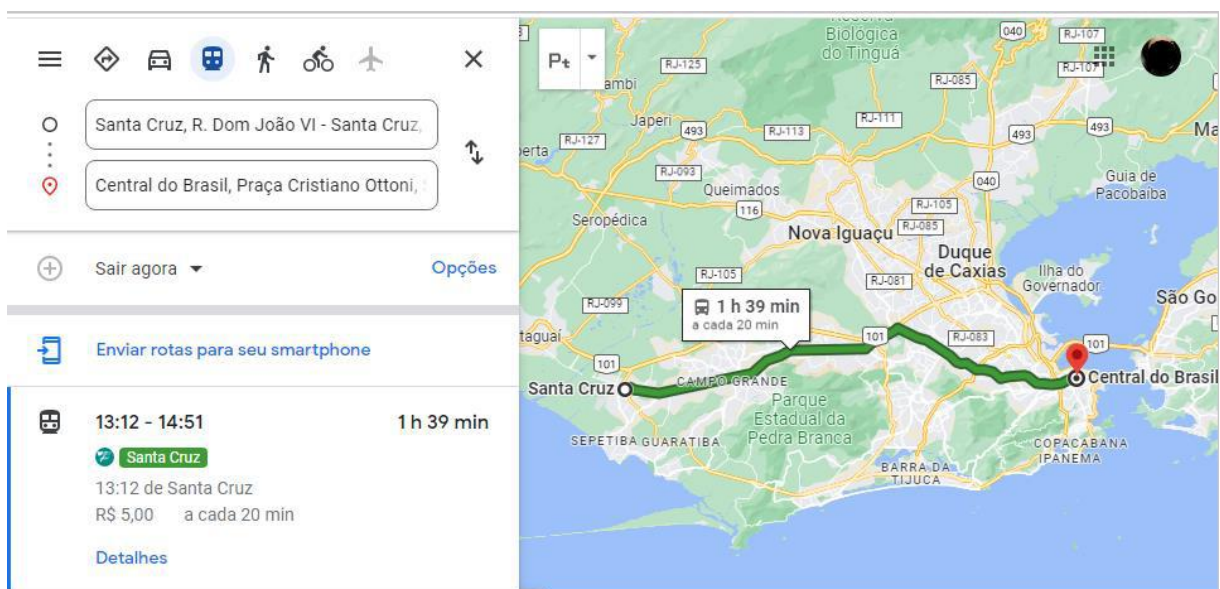 Santa Cruz, R. Dom João VI - Santa Cruz,
Central do Brasil, Praça Cristiano Ottoni,
Sair agora
Opções
Enviar rotas para seu smartphone
13:12 - 14:51
1 h 39 min
Santa Cruz
13:12 de Santa Cruz
R$ 5,00 a cada 20 min
Detalhes
Biológica
do Tinguá
040
RJ-107
RJ-125
RJ-107
RJ-085
ambi
Japeri
493
RJ-113
RJ-111
493
493
Ma
RJ-127
erta
RJ-093
Queimados
040
Guia de
Pacobaíba
116
RJ-105
Seropédica
Nova Iguaçu
RJ-085
Duque
de Caxias
Ilha do
Governador
RJ-105
RJ-081
São Go
RJ-099
1 h 39 min
a cada 20 min
taguaí
101
RJ-083
101
101
Santa Cruz
CAMPO GRANDE
Central do Brasil
Parque
Estadual da
Pedra Branca
SEPETIBA
GUARATIBA
COPACABANA
IPANEMA
BARRA DA
TIJUCA